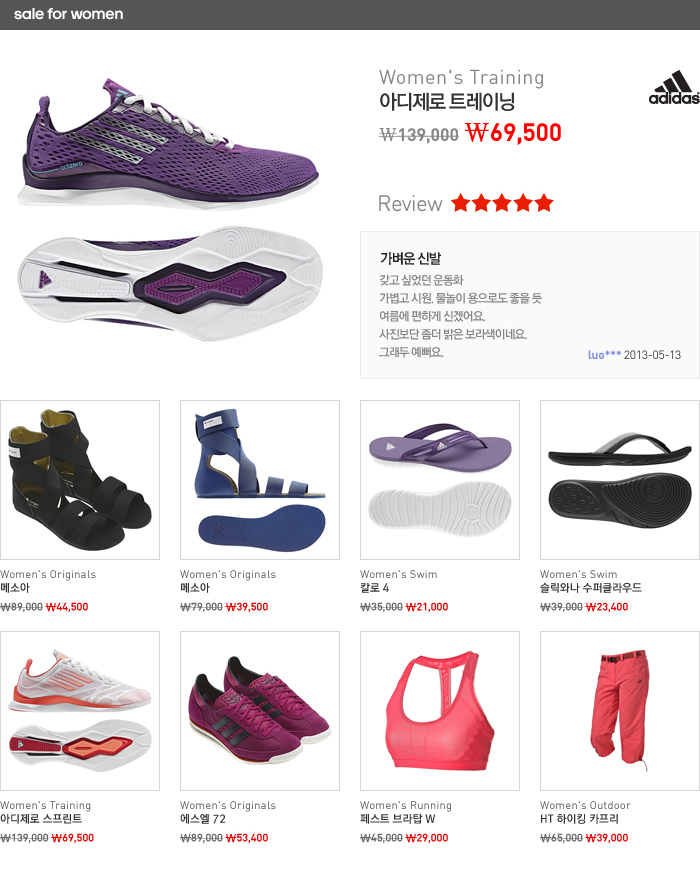 sale for women
Women's Training
아디제로 트레이닝
₩139,000 ₩69,500
adidas
Review ★★★★★
가벼운 신발
갖고 싶었던 운동화
가볍고 시원. 물놀이 용으로도 좋을 듯
여름에 편하게 신겠어요.
사진보단 좀더 밝은 보라색이네요.
그래두 예뻐요.
luo*** 2013-05-13
adizero
Women's Originals
메소아
₩89,000 ₩44,500
Women's Originals
메소아
₩79,000 ₩39,500
Women's Swim
칼로 4
₩35,000 ₩21,000
Women's Swim
슬릭와나 수퍼클라우드
₩39,000 ₩23,400
Women's Training
아디제로 스프린트
₩139,000 ₩69,500
Women's Originals
에스엘 72
₩89,000 ₩53,400
Women's Running
페스트 브라탑 W
₩45,000 ₩29,000
Women's Outdoor
HT 하이킹 카프리
₩65,000 ₩39,000